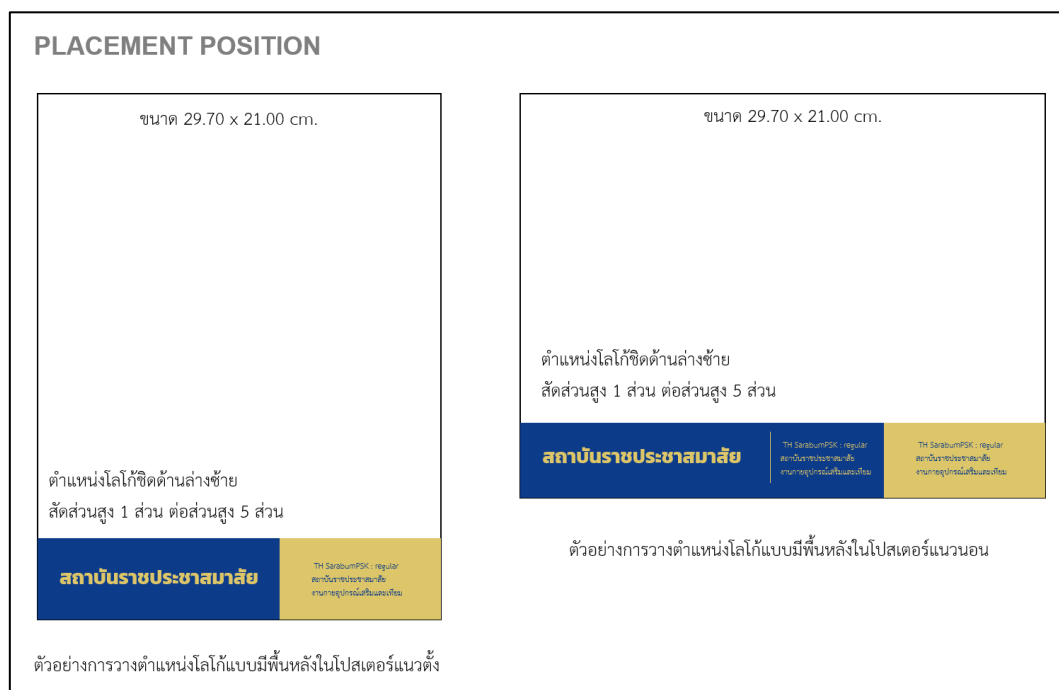 PLACEMENT POSITION
ขนาด 29.70 x 21.00 cm.
ตำแหน่งโลโก้ชิดด้านล่างซ้าย
สัดส่วนสูง 1 ส่วน ต่อส่วนสูง 5 ส่วน
สถาบันราชประชาสมาสัย
TH SarabumPSK : regular
สถาบันราชประชาสมาสัย
งานกายอุปกรณ์เสริมและเทียม
ตัวอย่างการวางตำแหน่งโลโก้แบบมีพื้นหลังในโปสเตอร์แนวตั้ง
ขนาด 29.70 x 21.00 cm.
ตำแหน่งโลโก้ชิดด้านล่างซ้าย
สัดส่วนสูง 1 ส่วน ต่อส่วนสูง 5 ส่วน
สถาบันราชประชาสมาสัย
TH SarabumPSK : regular
สถาบันราชประชาสมาสัย
งานกายอุปกรณ์เสริมและเทียม
TH SarabumPSK : regular
สถาบันราชประชาสมาสัย
งานกายอุปกรณ์เสริมและเทียม
ตัวอย่างการวางตำแหน่งโลโก้แบบมีพื้นหลังในโปสเตอร์แนวนอน